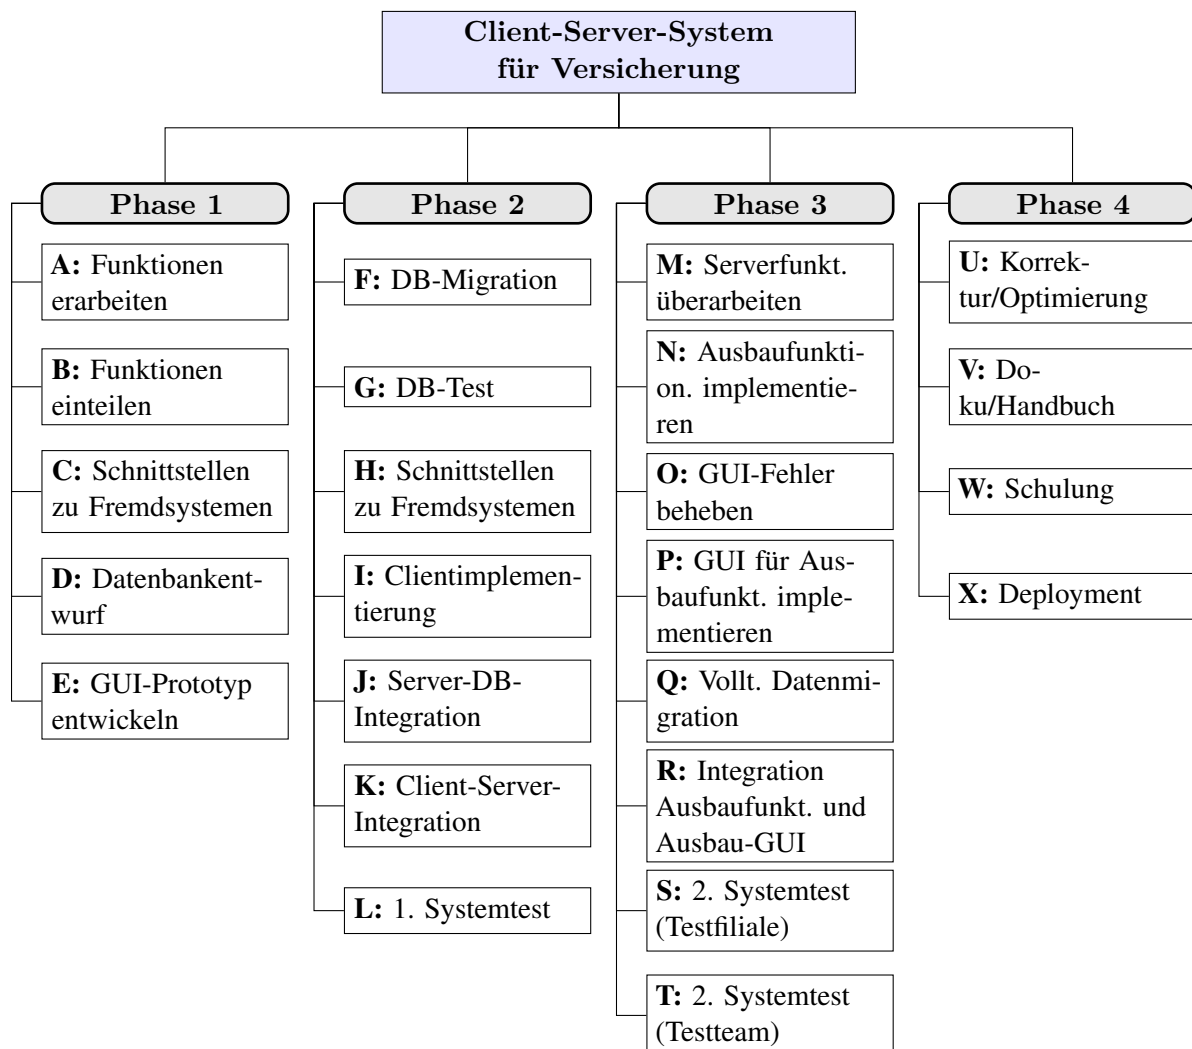 Client-Server-System
für Versicherung
Phase 1
A: Funktionen
erarbeiten
B: Funktionen
einteilen
C: Schnittstellen
zu Fremdsystemen
D: Datenbankent-
wurf
E: GUI-Prototyp
entwickeln
Phase 2
F: DB-Migration
G: DB-Test
H: Schnittstellen
zu Fremdsystemen
I: Clientimplemen-
tierung
J: Server-DB-
Integration
K: Client-Server-
Integration
L: 1. Systemtest
Phase 3
M: Serverfunkt.
überarbeiten
N: Ausbaufunkti-
on. implementie-
ren
O: GUI-Fehler
beheben
P: GUI für Aus-
baufunkt. imple-
mentieren
Q: Vollt. Datenmi-
gration
R: Integration
Ausbaufunkt. und
Ausbau-GUI
S: 2. Systemtest
(Testfiliale)
T: 2. Systemtest
(Testteam)
Phase 4
U: Korrek-
tur/Optimierung
V: Do-
ku/Handbuch
W: Schulung
X: Deployment